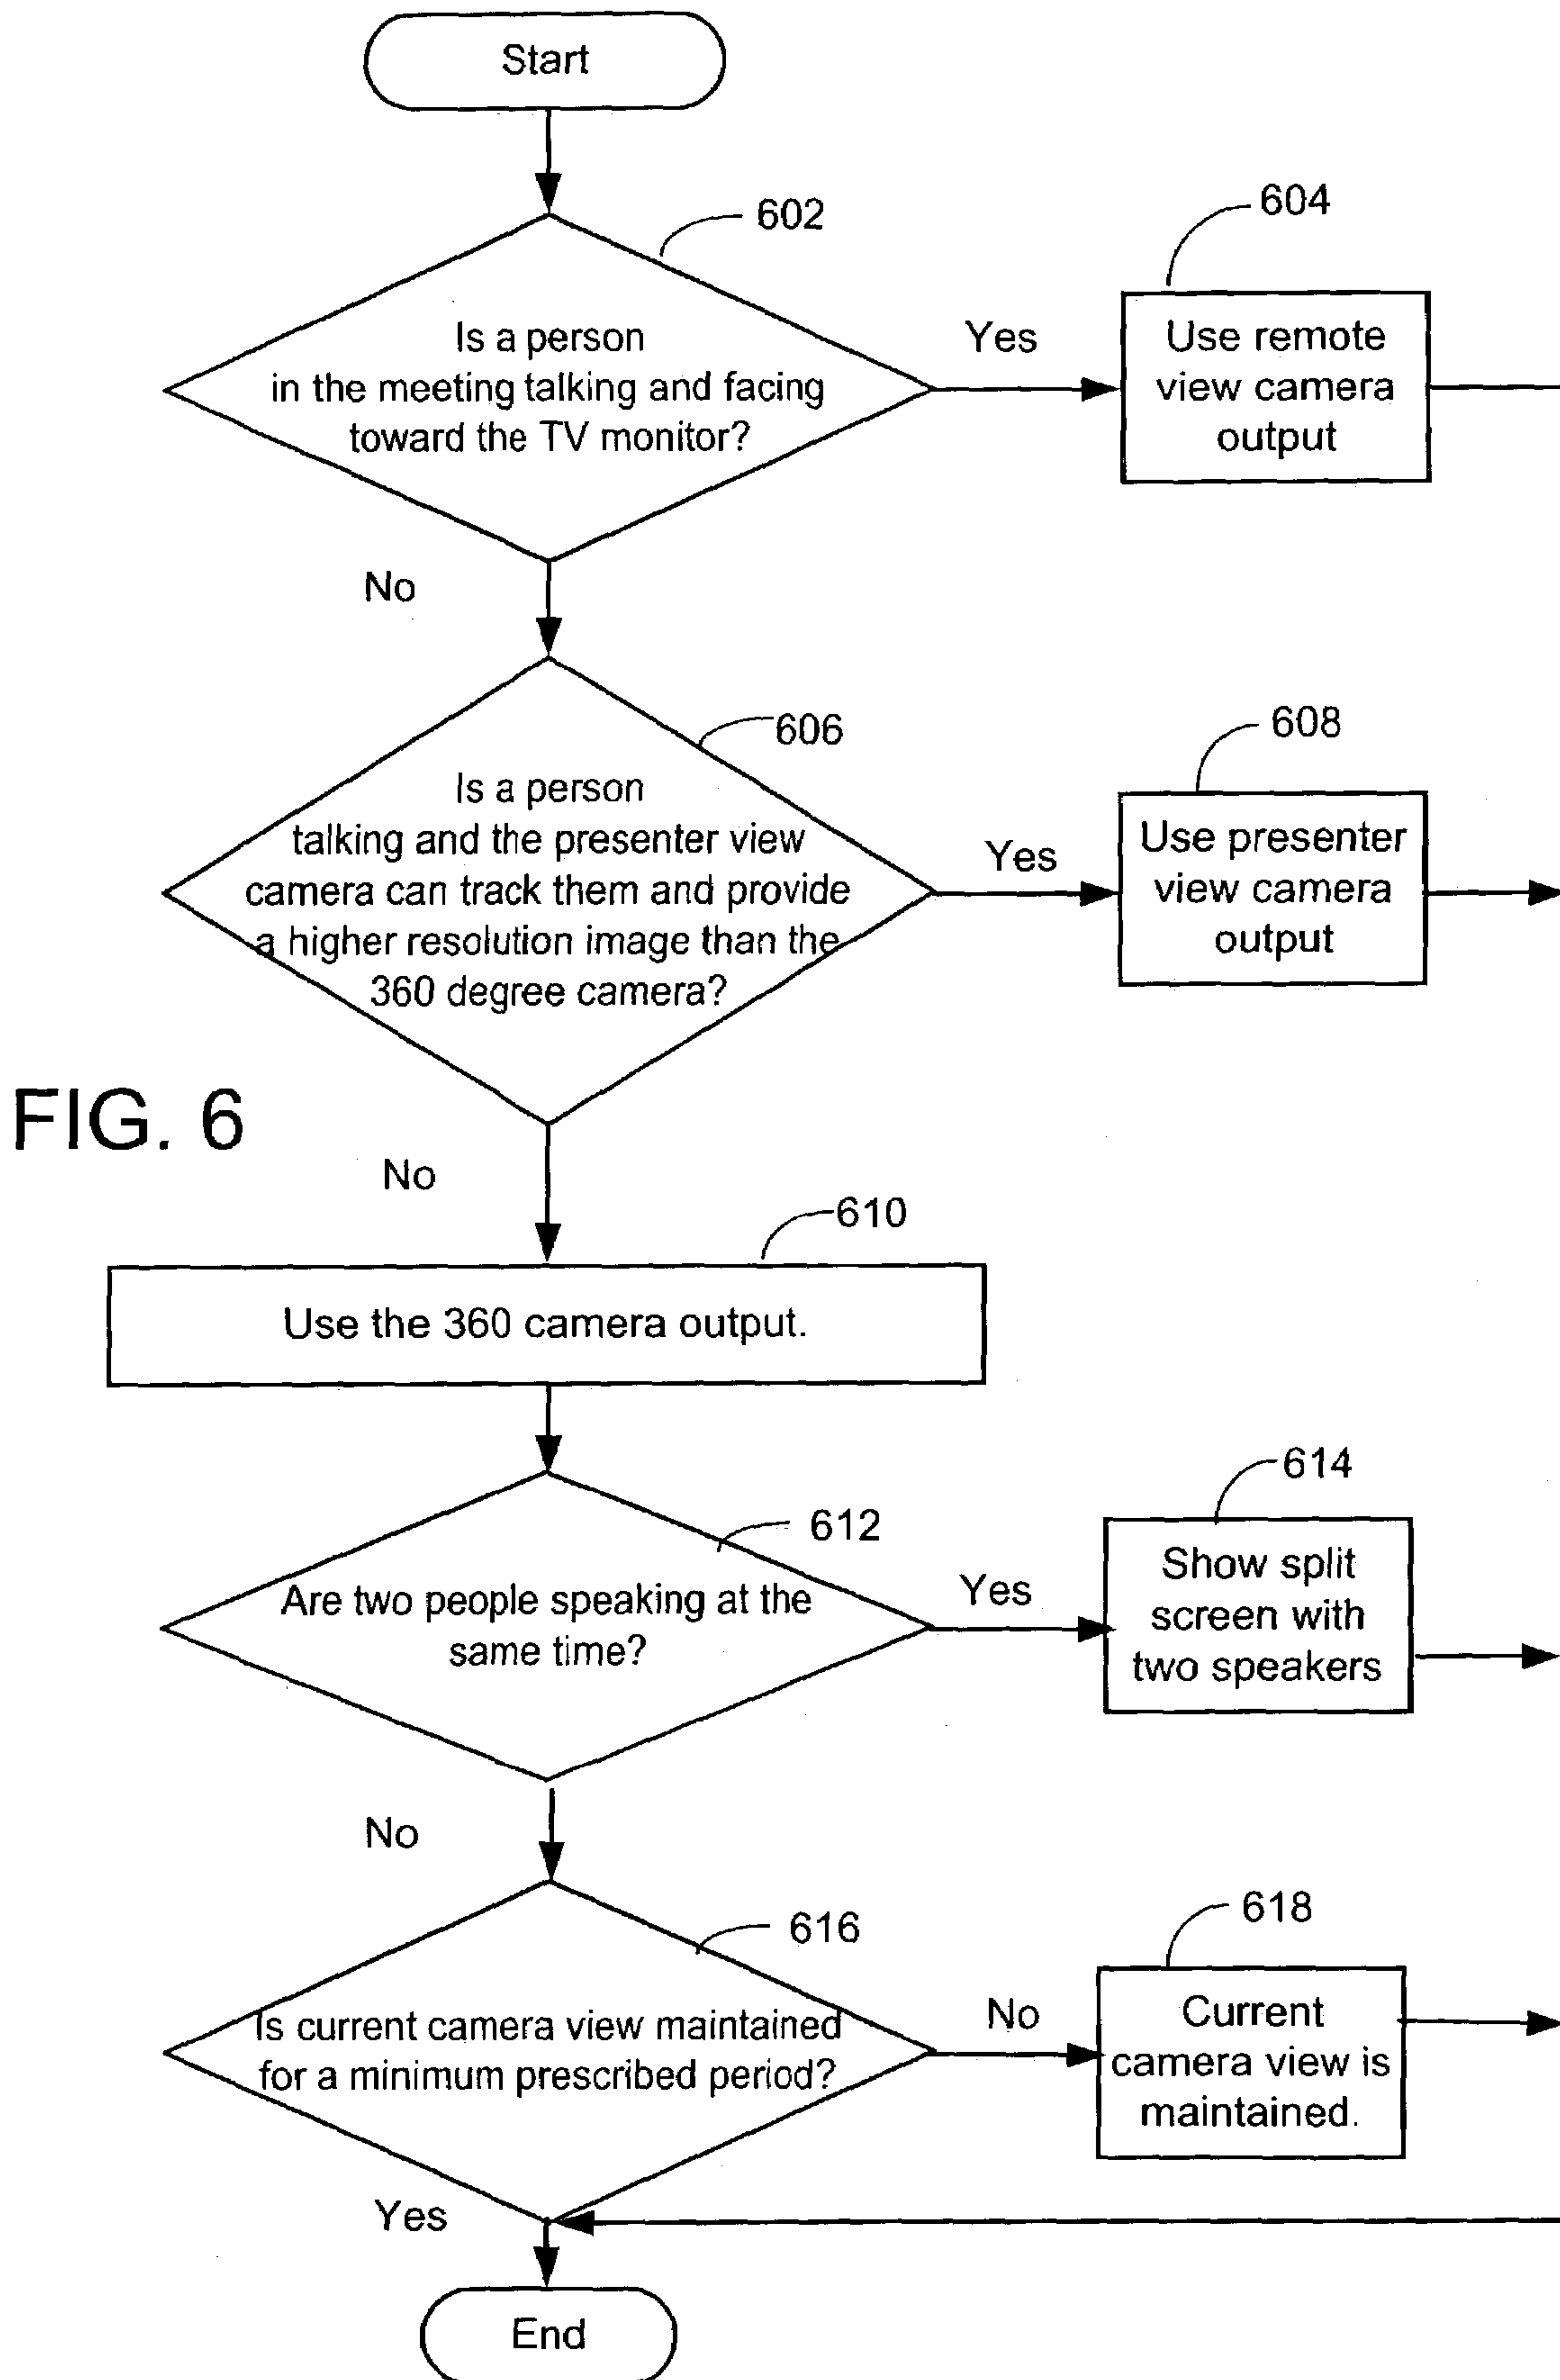 Start
602
604
Is a person
in the meeting talking and facing
toward the TV monitor?
Yes
Use remote
view camera
output
No
606
608
Is a person
talking and the presenter view
camera can track them and provide
a higher resolution image than the
360 degree camera?
Yes
Use presenter
view camera
output
FIG. 6
No
610
Use the 360 camera output.
612
614
Are two people speaking at the
same time?
Yes
Show split
screen with
two speakers
No
616
618
Is current camera view maintained
for a minimum prescribed period?
No
Current
camera view is
maintained.
Yes
End